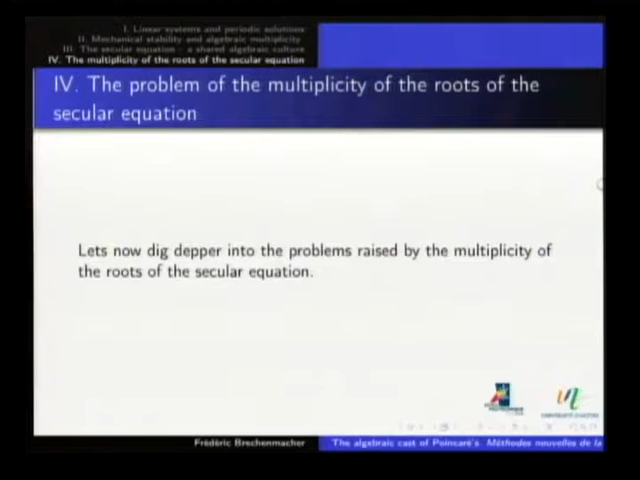 I. Linear systems and periodic solutions
II. Mechanical stability and algebraic multiplicity
III. The secular equation - a shared algebraic culture
IV. The multiplicity of the roots of the secular equation
IV. The problem of the multiplicity of the roots of the
secular equation
Lets now dig depper into the problems raised by the multiplicity of
the roots of the secular equation.
Frédéric Brechenmacher
The algebraic cast of Poincaré's Méthodes nouvelles de la